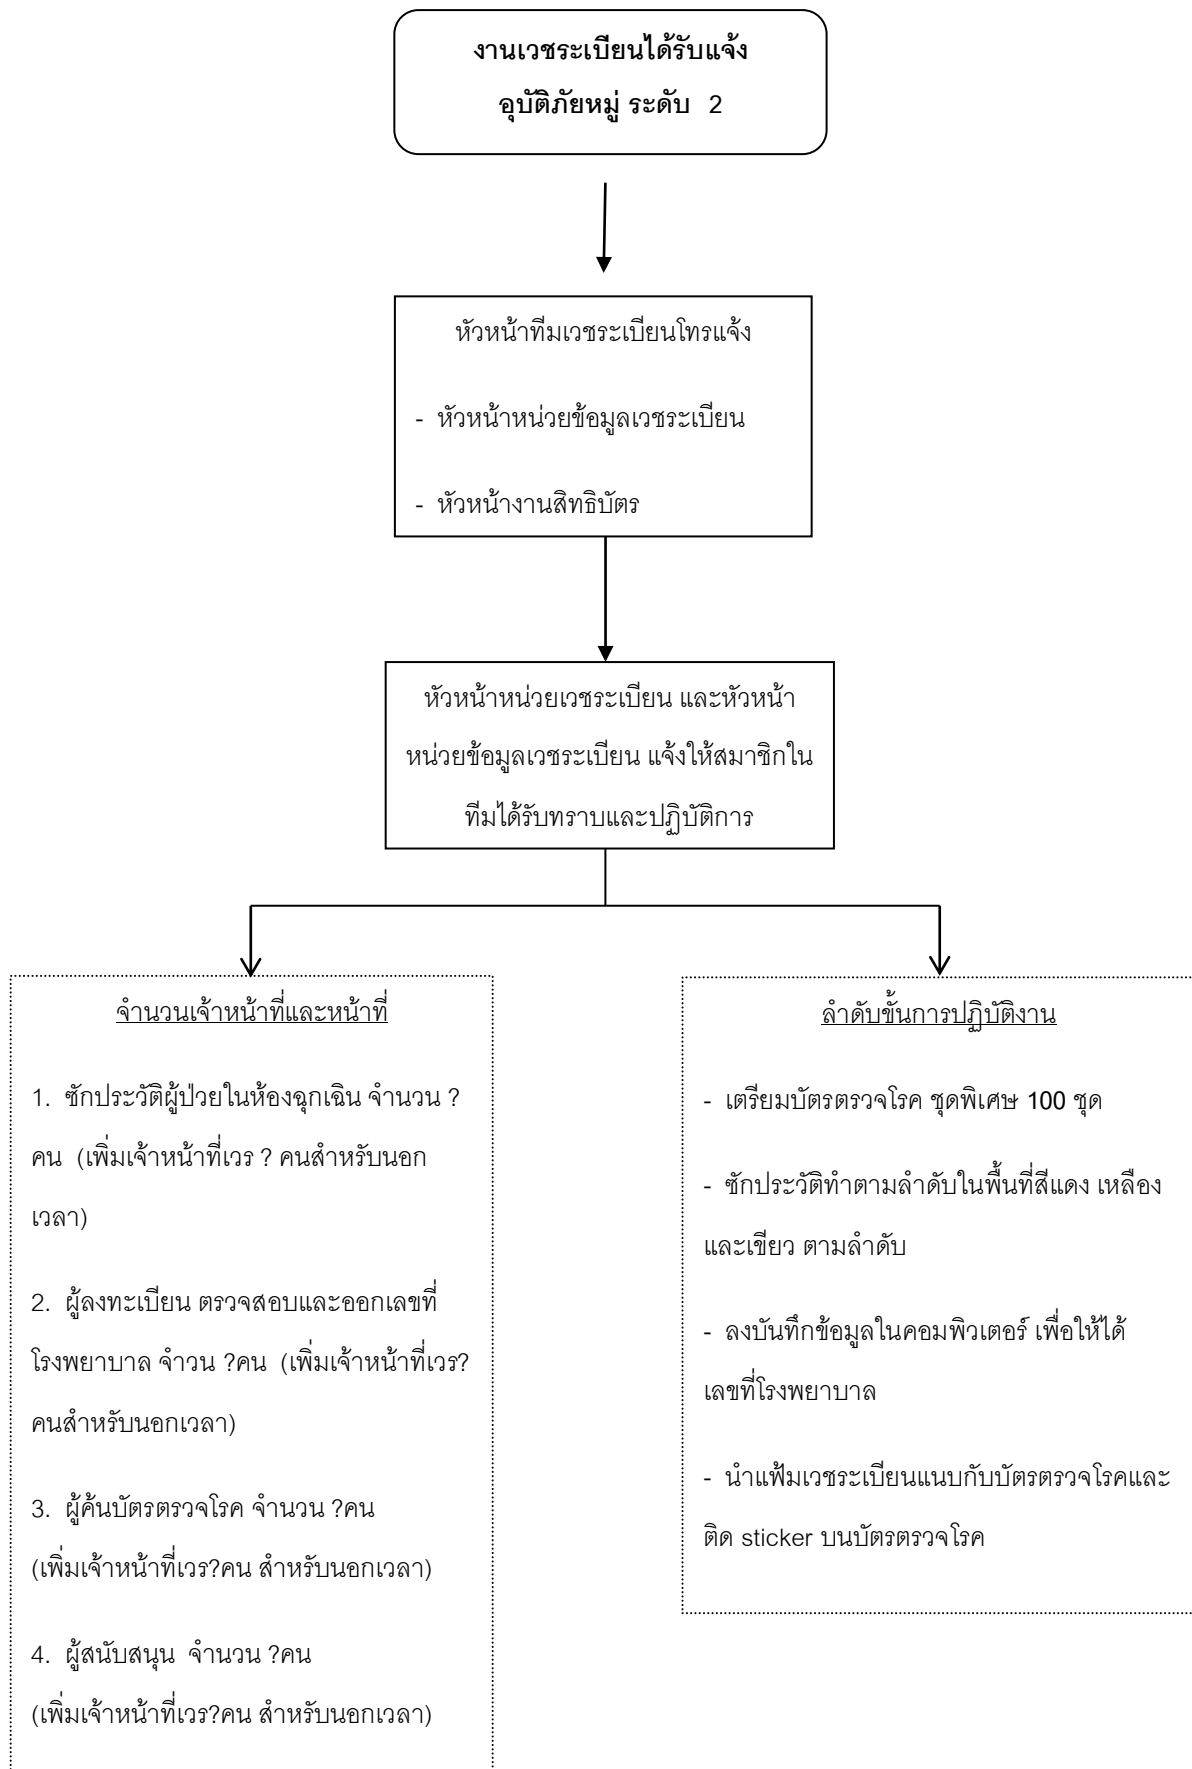 งานเวชระเบียนได้รับแจ้ง
อุบัติภัยหมู่ ระดับ 2
หัวหน้าทีมเวชระเบียนโทรแจ้ง
- หัวหน้าหน่วยข้อมูลเวชระเบียน
- หัวหน้างานสิทธิบัตร
หัวหน้าหน่วยเวชระเบียน และหัวหน้า
หน่วยข้อมูลเวชระเบียน แจ้งให้สมาชิกใน
ทีมได้รับทราบและปฏิบัติการ
จำนวนเจ้าหน้าที่และหน้าที่
1. ซักประวัติผู้ป่วยในห้องฉุกเฉิน จำนวน ?
คน (เพิ่มเจ้าหน้าที่เวร ? คนสำหรับนอก
เวลา)
2. ผู้ลงทะเบียน ตรวจสอบและออกเลขที่
โรงพยาบาล จำวน ?คน (เพิ่มเจ้าหน้าที่เวร?
คนสำหรับนอกเวลา)
3. ผู้ค้นบัตรตรวจโรค จำนวน ?คน
(เพิ่มเจ้าหน้าที่เวร?คน สำหรับนอกเวลา)
4. ผู้สนับสนุน จำนวน ?คน
(เพิ่มเจ้าหน้าที่เวร?คน สำหรับนอกเวลา)
ลำดับขั้นการปฏิบัติงาน
- เตรียมบัตรตรวจโรค ชุดพิเศษ 100 ชุด
- ซักประวัติทำตามลำดับในพื้นที่สีแดง เหลือง
และเขียว ตามลำดับ
- ลงบันทึกข้อมูลในคอมพิวเตอร์ เพื่อให้ได้
เลขที่โรงพยาบาล
- นำแฟ้มเวชระเบียนแนบกับบัตรตรวจโรคและ
ติด sticker บนบัตรตรวจโรค